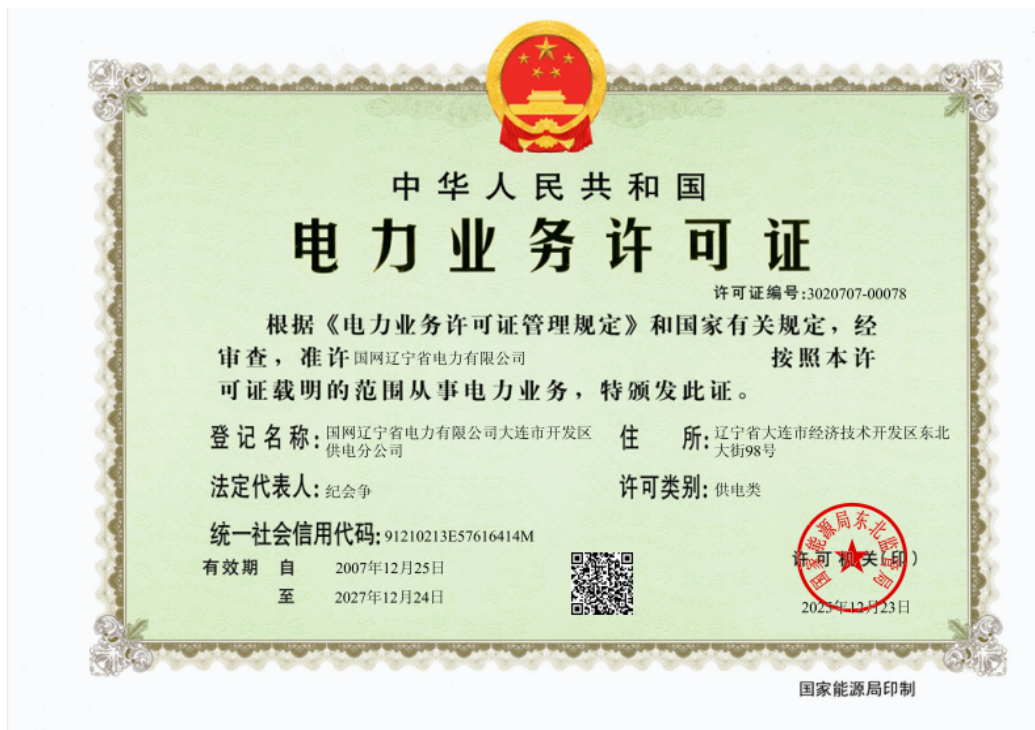 中华人民共和国
电力业务许可证
许可证编号:3020707-00078
根据《电力业务许可证管理规定》和国家有关规定，经
审查，准许国网辽宁省电力有限公司 按照本许
可证载明的范围从事电力业务，特颁发此证。
登记名称:国网辽宁省电力有限公司大连市开发区
供电分公司
住 所:辽宁省大连市经济技术开发区东北
大街98号
法定代表人:纪会争
许可类别:供电类
统一社会信用代码:91210213E57616414M
有效期 自 2007年12月25日
至 2027年12月24日
许可机关(印)
国家能源局东北监管局
2025年12月23日
国家能源局印制